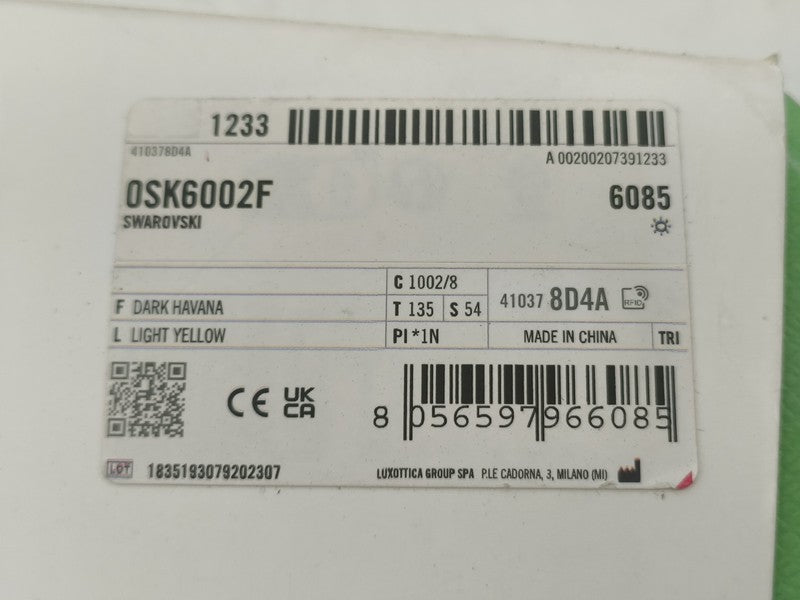 1233
410378D4A
A 00200207391233
0SK6002F 6085
SWAROVSKI
C 1002/8
F DARK HAVANA T 135 S 54 41037 8D4A RFID
L LIGHT YELLOW PI *1N MADE IN CHINA TRI
CE UK CA
8 056597 966085
LOT 1835193079202307 LUXOTTICA GROUP SPA P.LE CADORNA, 3, MILANO (MI)